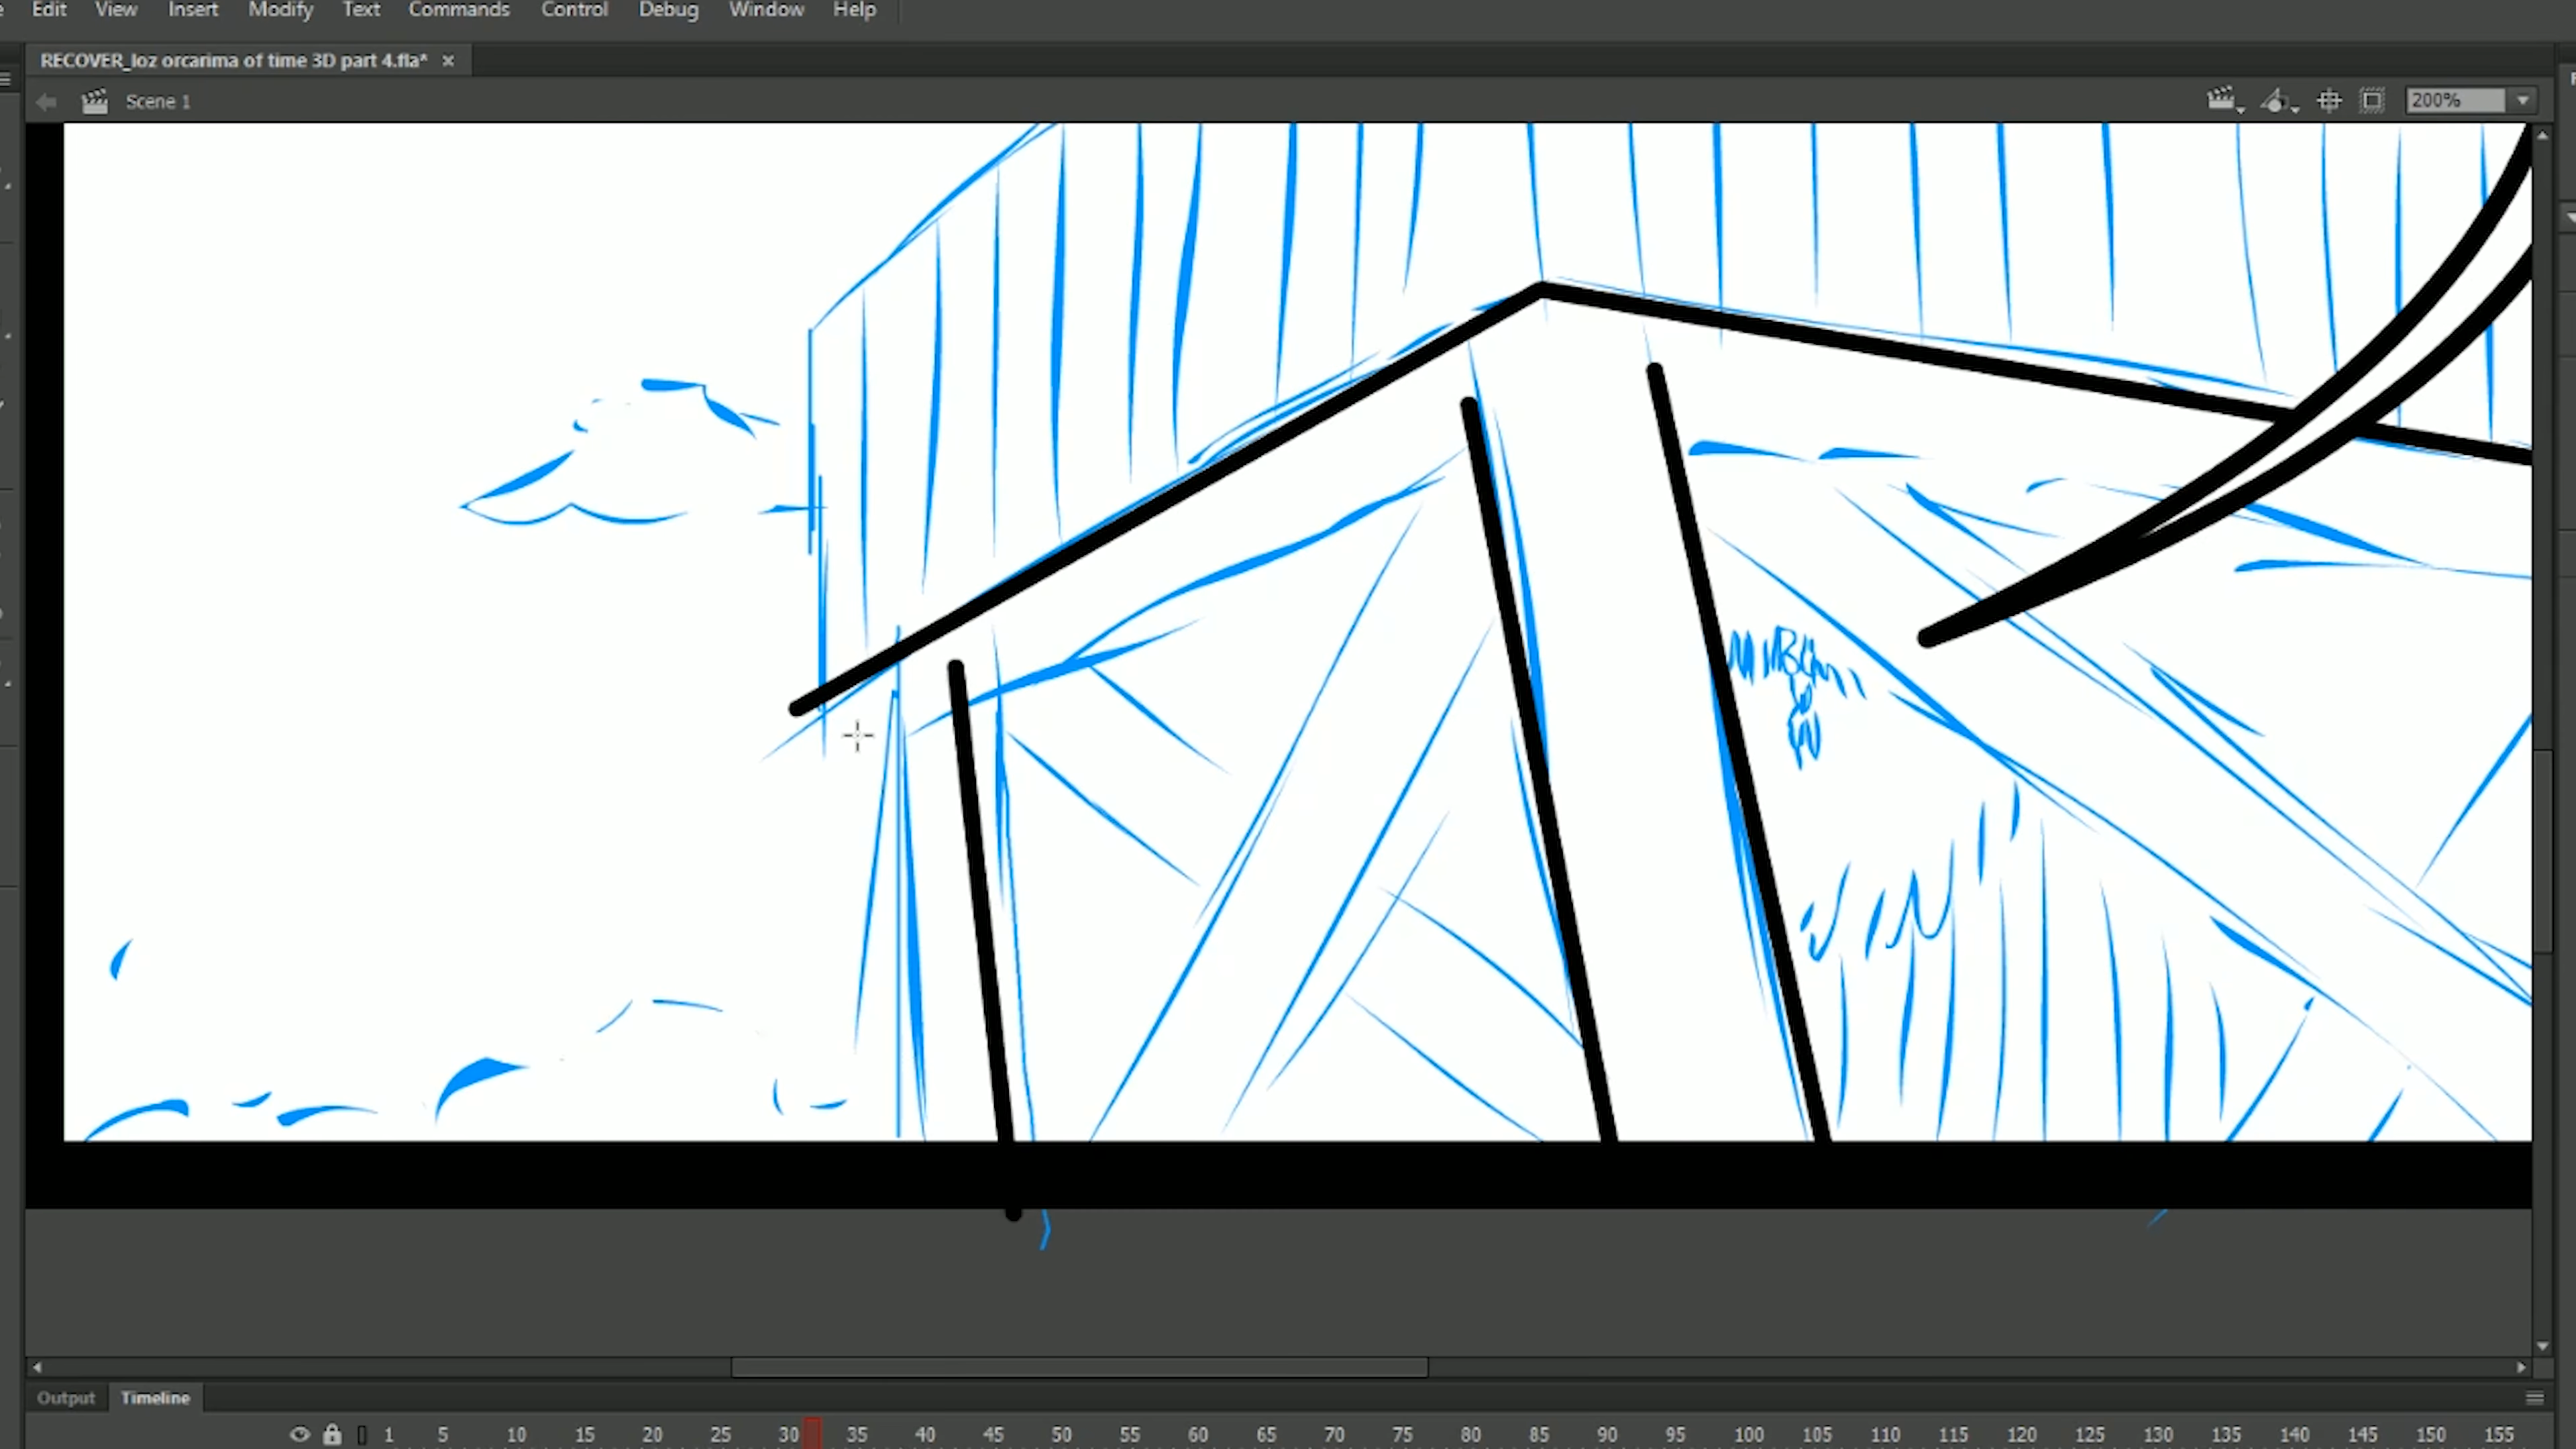 Edit View Insert Modify Text Commands Control Debug Window Help
RECOVER_loz orcarima of time 3D part 4.fla* ×
Scene 1
200%
Output Timeline
1 5 10 15 20 25 30 35 40 45 50 55 60 65 70 75 80 85 90 95 100 105 110 115 120 125 130 135 140 145 150 155